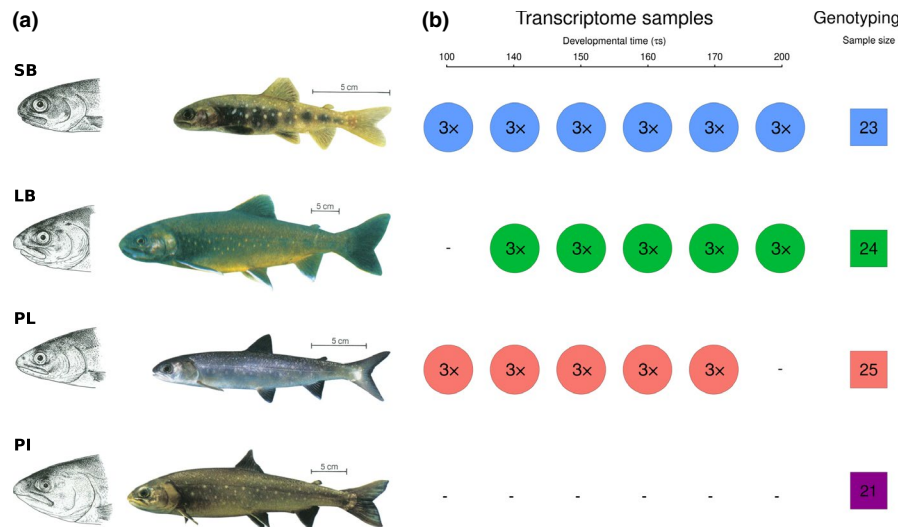 (a)
(b)
Transcriptome samples
Genotyping
Developmental time (τs)
Sample size
100 140 150 160 170 200
SB
5 cm
3× 3× 3× 3× 3× 3×
23
LB
5 cm
- 3× 3× 3× 3× 3×
24
PL
5 cm
3× 3× 3× 3× 3× -
25
PI
5 cm
- - - - - -
21